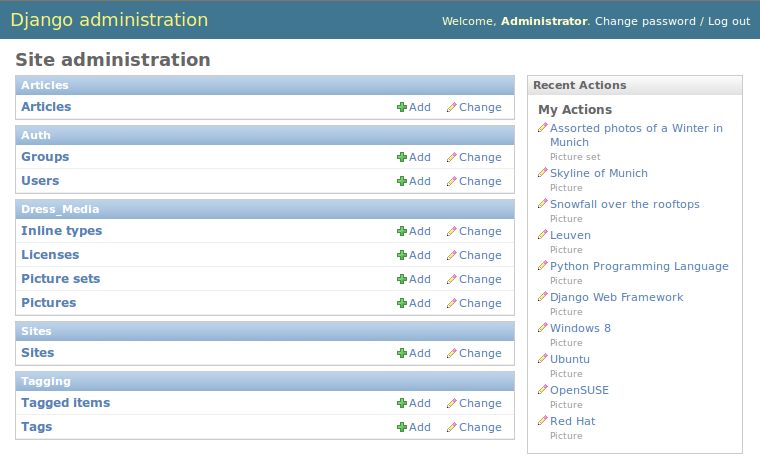 Django administration
Welcome, Administrator. Change password / Log out
Site administration
Articles
Articles Add Change
Auth
Groups Add Change
Users Add Change
Dress_Media
Inline types Add Change
Licenses Add Change
Picture sets Add Change
Pictures Add Change
Sites
Sites Add Change
Tagging
Tagged items Add Change
Tags Add Change
Recent Actions
My Actions
Assorted photos of a Winter in
Munich
Picture set
Skyline of Munich
Picture
Snowfall over the rooftops
Picture
Leuven
Picture
Python Programming Language
Picture
Django Web Framework
Picture
Windows 8
Picture
Ubuntu
Picture
OpenSUSE
Picture
Red Hat
Picture